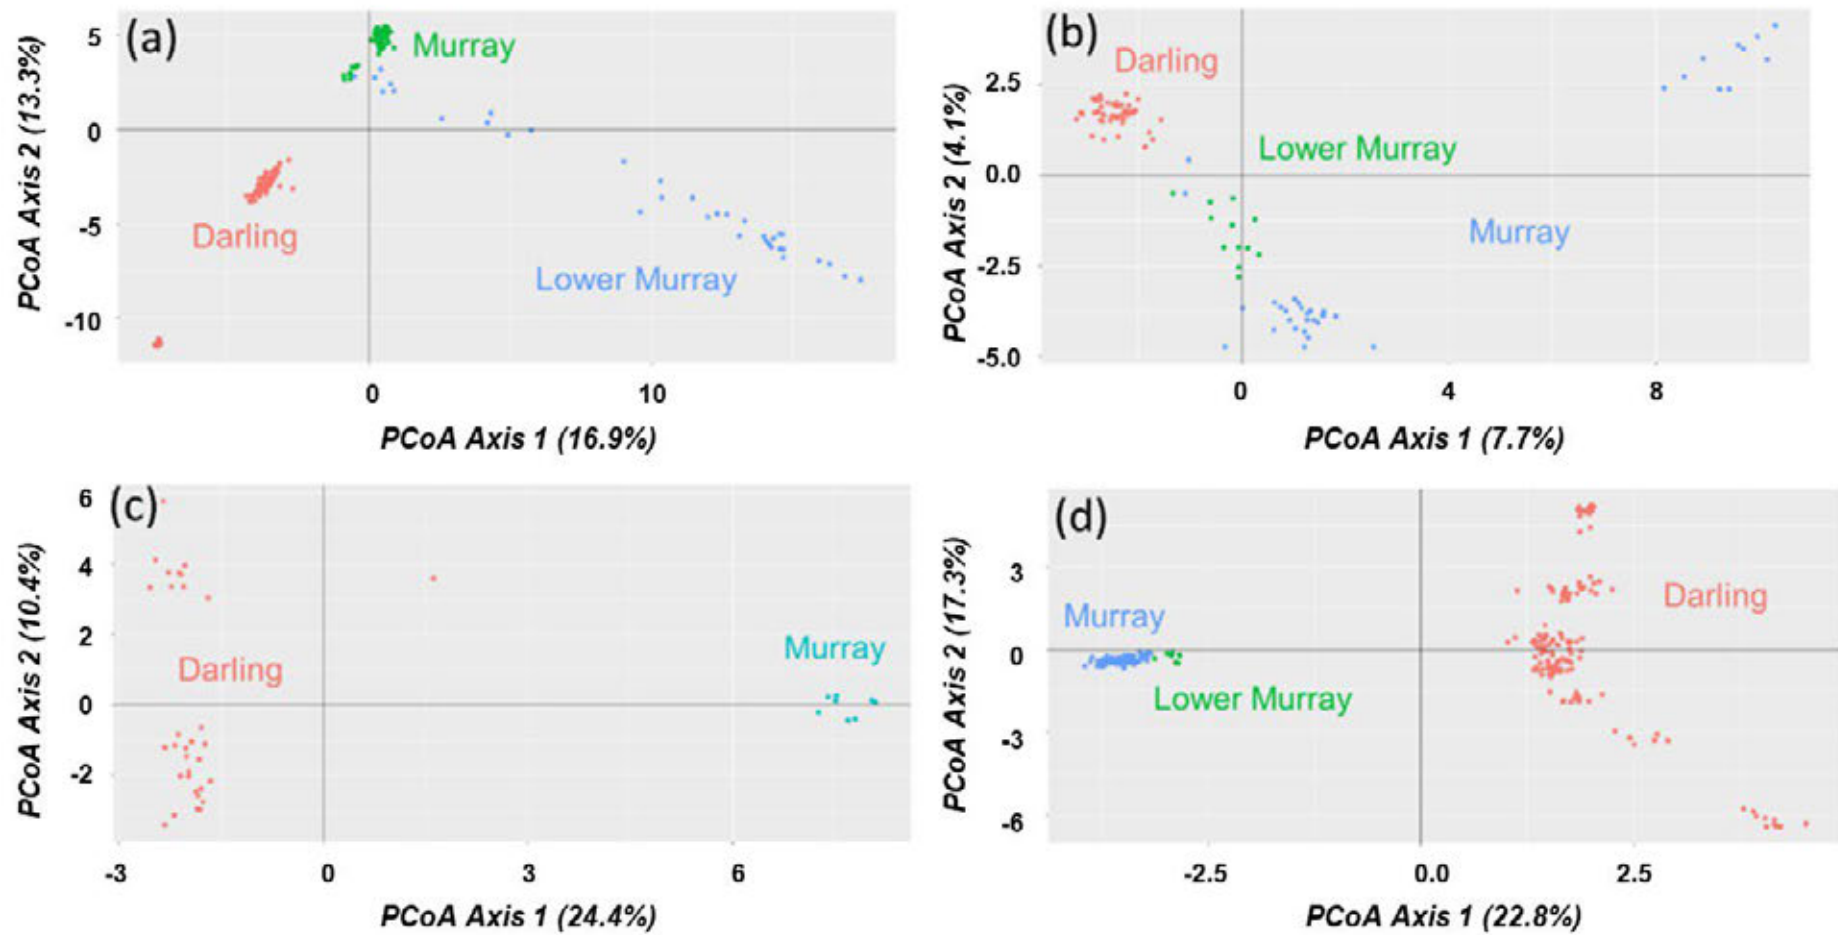 (a)
Murray
Darling
Lower Murray
5
0
-5
-10
0
10
PCoA Axis 2 (13.3%)
PCoA Axis 1 (16.9%)
(b)
Darling
Lower Murray
Murray
2.5
0.0
-2.5
-5.0
0
4
8
PCoA Axis 2 (4.1%)
PCoA Axis 1 (7.7%)
(c)
Darling
Murray
6
4
2
0
-2
-3
0
3
6
PCoA Axis 2 (10.4%)
PCoA Axis 1 (24.4%)
(d)
Murray
Darling
Lower Murray
3
0
-3
-6
-2.5
0.0
2.5
PCoA Axis 2 (17.3%)
PCoA Axis 1 (22.8%)